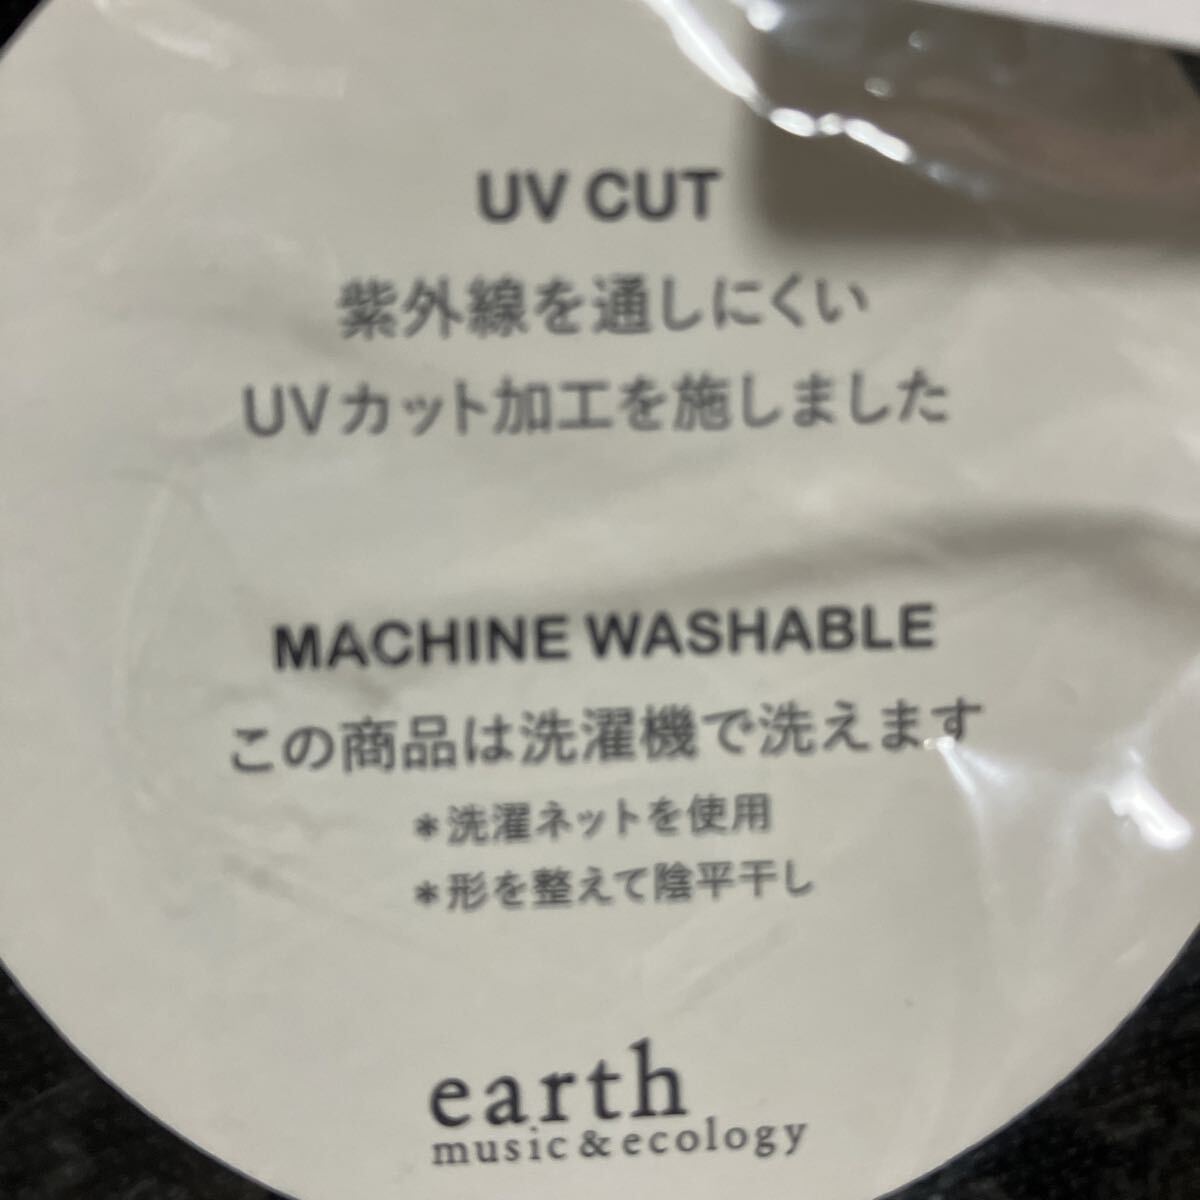 UV CUT
紫外線を通しにくい
UVカット加工を施しました
MACHINE WASHABLE
この商品は洗濯機で洗えます
*洗濯ネットを使用
*形を整えて陰平干し
earth
music&ecology